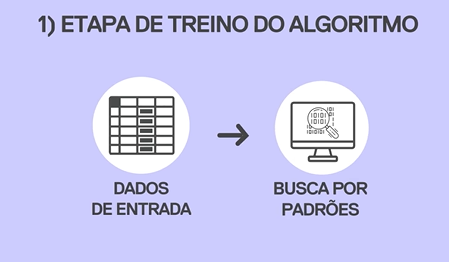 1) ETAPA DE TREINO DO ALGORITMO
DADOS
DE ENTRADA
BUSCA POR
PADRÕES